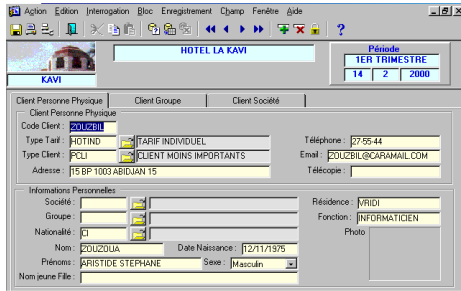 Action Edition Interrogation Bloc Enregistrement Champ Fenêtre Aide
HOTEL LA KAVI
KAVI
Période
1ER TRIMESTRE
14 2 2000
Client Personne Physique Client Groupe Client Société
Client Personne Physique
Code Client : ZOUZBIL
Type Tarif : HOTIND TARIF INDIVIDUEL Téléphone : 27-55-44
Type Client : PCLI CLIENT MOINS IMPORTANTS Email : ZOUZBIL@CARAMAIL.COM
Adresse : 15 BP 1003 ABIDJAN 15 Télécopie :
Informations Personnelles
Société : Résidence : VRIDI
Groupe : Fonction : INFORMATICIEN
Nationalité : CI Photo
Nom : ZOUZOUA Date Naissance : 12/11/1975
Prénoms : ARISTIDE STEPHANE Sexe : Masculin
Nom jeune Fille :